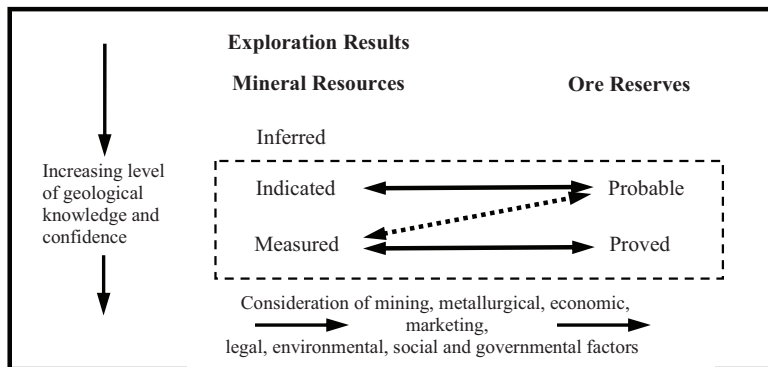 Exploration Results
Mineral Resources
Ore Reserves
Inferred
Increasing level
of geological
knowledge and
confidence
Indicated
Probable
Measured
Proved
Consideration of mining, metallurgical, economic,
marketing,
legal, environmental, social and governmental factors